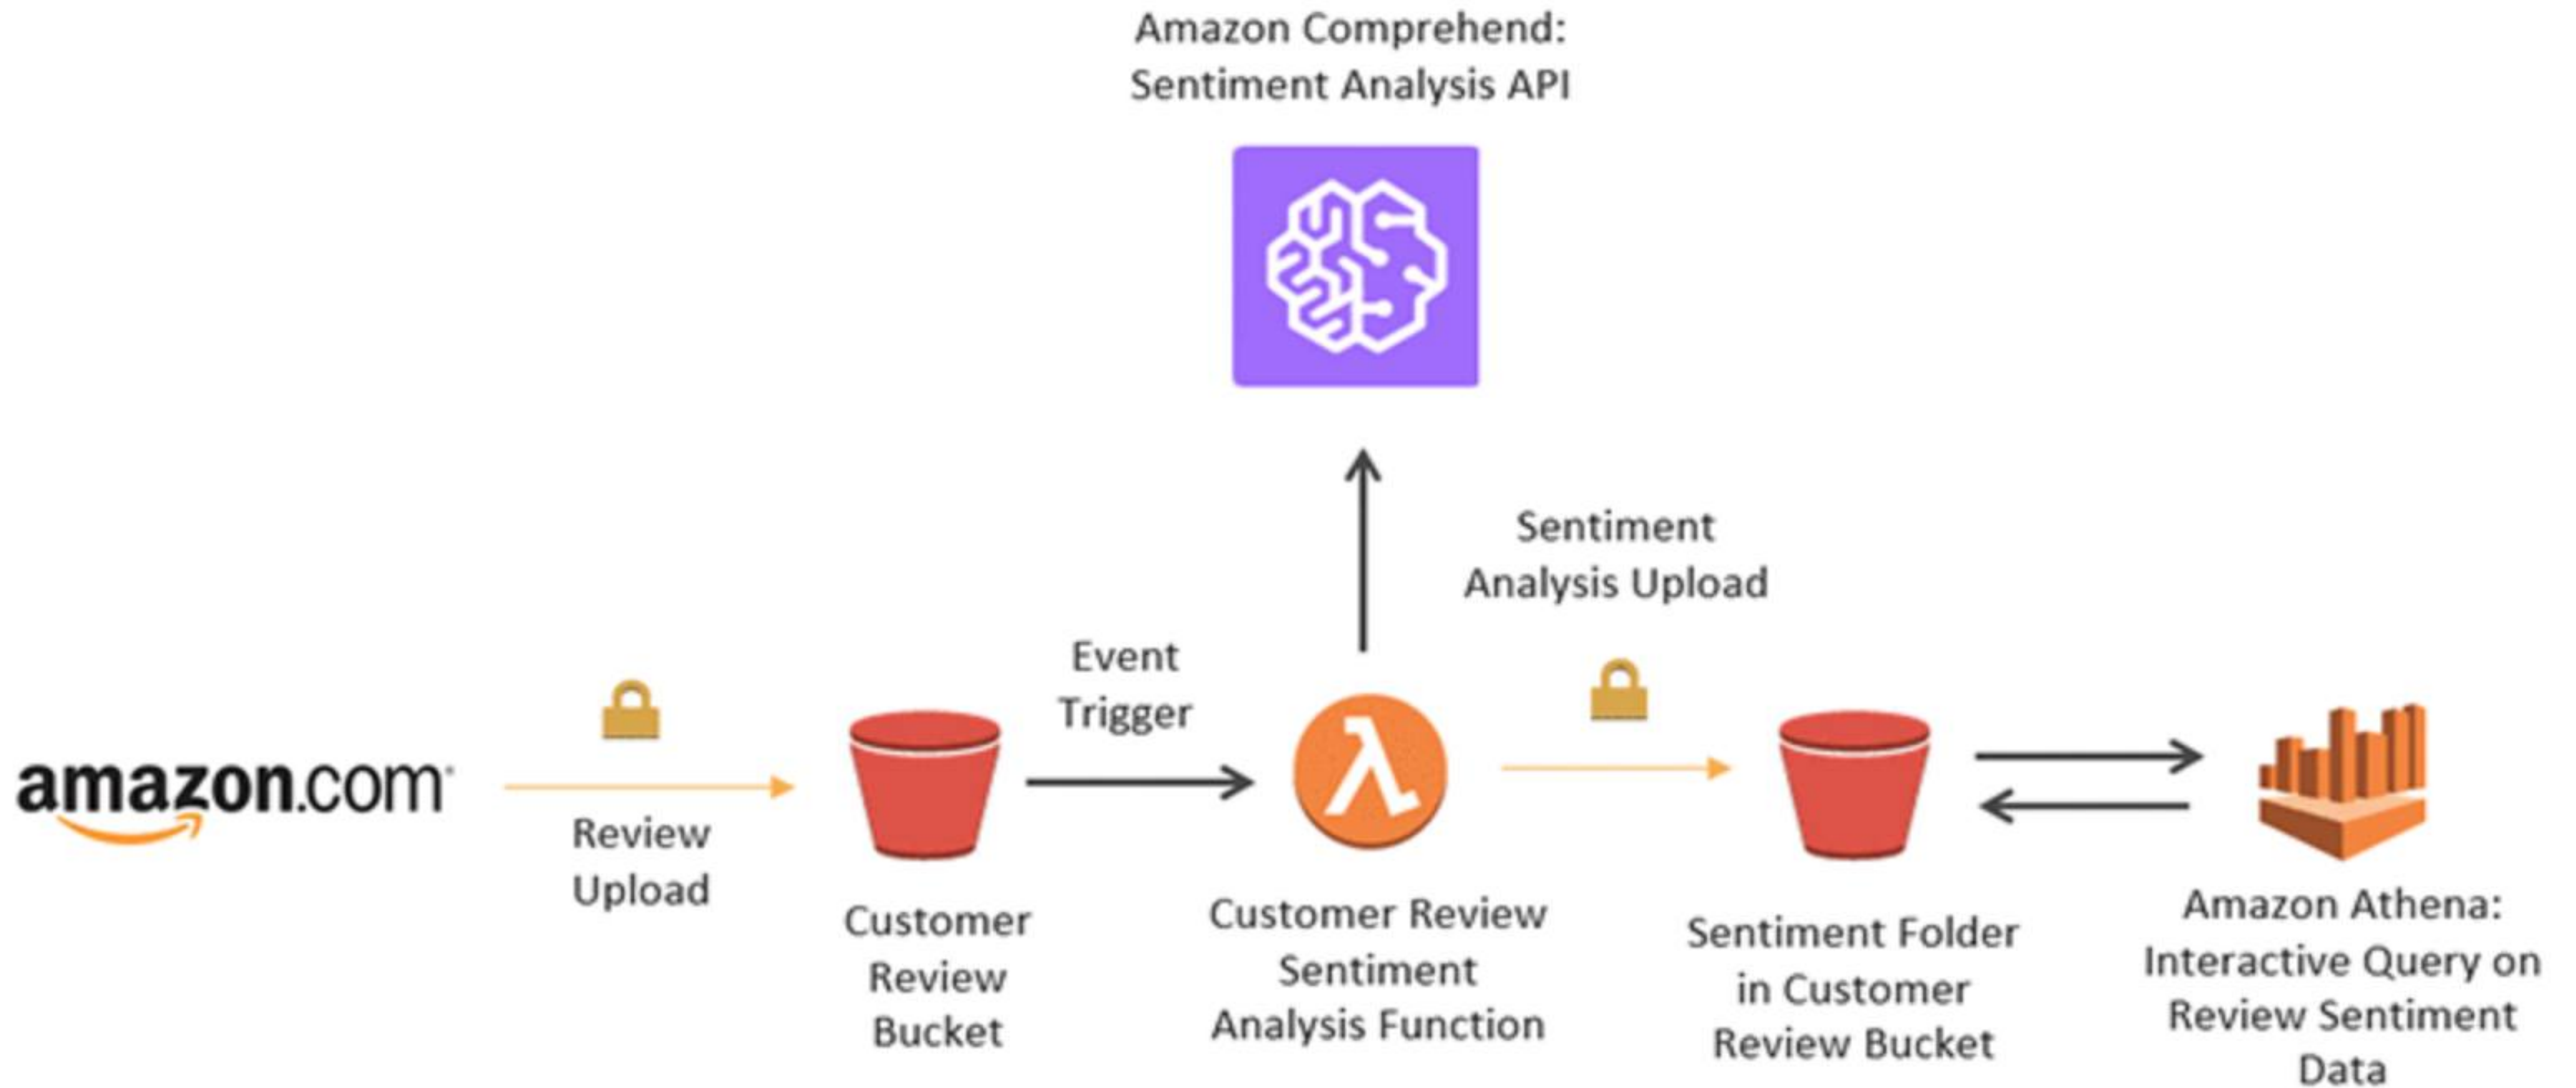 Amazon Comprehend:
Sentiment Analysis API
Sentiment
Analysis Upload
Event
Trigger
amazon.com
Review
Upload
Customer
Review
Bucket
Customer Review
Sentiment
Analysis Function
Sentiment Folder
in Customer
Review Bucket
Amazon Athena:
Interactive Query on
Review Sentiment
Data